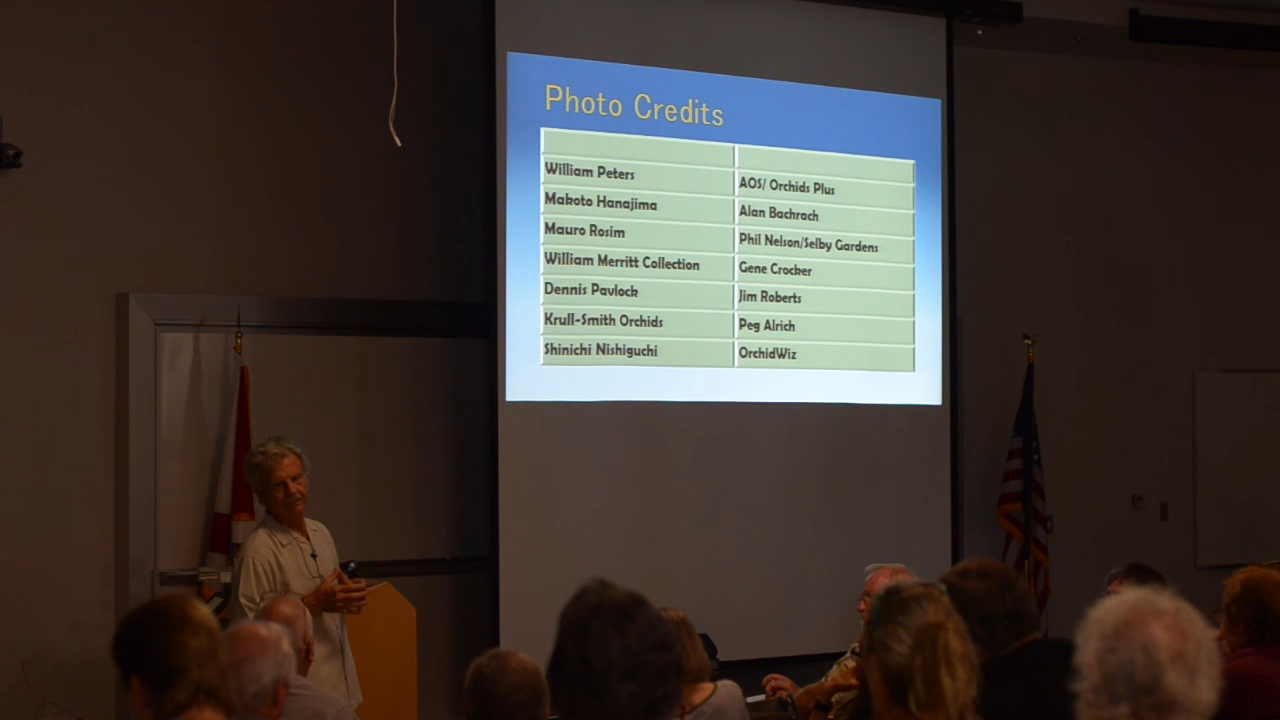 Photo Credits
William Peters
AOS/ Orchids Plus
Makoto Hanajima
Alan Bachrach
Mauro Rosim
Phil Nelson/Selby Gardens
William Merritt Collection
Gene Crocker
Dennis Pavlock
Jim Roberts
Krull-Smith Orchids
Peg Alrich
Shinichi Nishiguchi
OrchidWiz